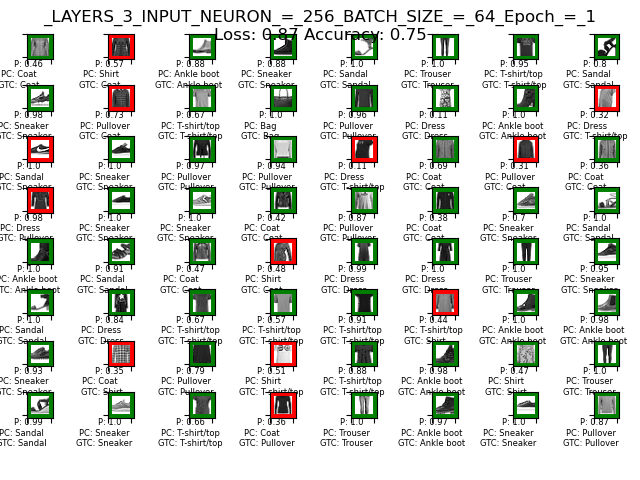 _LAYERS_3_INPUT_NEURON_=_256_BATCH_SIZE_=_64_Epoch_=_1
Loss: 0.87 Accuracy: 0.75
P: 0.46 P: 0.57 P: 0.88 P: 0.88 P: 1.0 P: 1.0 P: 0.95 P: 0.8
PC: Coat PC: Shirt PC: Ankle boot PC: Sneaker PC: Sandal PC: Trouser PC: T-shirt/top PC: Sandal
GTC: Coat GTC: Coat GTC: Ankle boot GTC: Sneaker GTC: Sandal GTC: Trouser GTC: T-shirt/top GTC: Sandal
P: 0.98 P: 0.73 P: 0.67 P: 1.0 P: 0.96 P: 0.11 P: 1.0 P: 0.32
PC: Sneaker PC: Pullover PC: T-shirt/top PC: Bag PC: Pullover PC: Dress PC: Ankle boot PC: Dress
GTC: Sneaker GTC: Coat GTC: T-shirt/top GTC: Bag GTC: Pullover GTC: Dress GTC: Ankle boot GTC: T-shirt/top
P: 1.0 P: 1.0 P: 0.97 P: 0.94 P: 0.11 P: 0.69 P: 0.31 P: 0.36
PC: Sandal PC: Sneaker PC: Pullover PC: Pullover PC: Dress PC: Coat PC: Pullover PC: Coat
GTC: Sneaker GTC: Sneaker GTC: Pullover GTC: Pullover GTC: T-shirt/top GTC: Coat GTC: Coat GTC: Coat
P: 0.98 P: 1.0 P: 1.0 P: 0.42 P: 0.87 P: 0.38 P: 0.7 P: 1.0
PC: Dress PC: Sneaker PC: Sneaker PC: Coat PC: Pullover PC: Coat PC: Sneaker PC: Sandal
GTC: Pullover GTC: Sneaker GTC: Sneaker GTC: Coat GTC: Pullover GTC: Coat GTC: Sneaker GTC: Sandal
P: 1.0 P: 0.91 P: 0.47 P: 0.48 P: 0.99 P: 1.0 P: 1.0 P: 0.95
PC: Ankle boot PC: Sandal PC: Coat PC: Shirt PC: Dress PC: Dress PC: Trouser PC: Sneaker
GTC: Ankle boot GTC: Sandal GTC: Coat GTC: Coat GTC: Dress GTC: Dress GTC: Trouser GTC: Sneaker
P: 1.0 P: 0.84 P: 0.67 P: 0.57 P: 0.91 P: 0.44 P: 1.0 P: 0.98
PC: Sandal PC: Dress PC: T-shirt/top PC: T-shirt/top PC: T-shirt/top PC: T-shirt/top PC: Ankle boot PC: Ankle boot
GTC: Sandal GTC: Dress GTC: T-shirt/top GTC: T-shirt/top GTC: T-shirt/top GTC: Shirt GTC: Ankle boot GTC: Ankle boot
P: 0.93 P: 0.35 P: 0.79 P: 0.51 P: 0.88 P: 0.98 P: 0.47 P: 1.0
PC: Sneaker PC: Coat PC: Pullover PC: Shirt PC: T-shirt/top PC: Ankle boot PC: Shirt PC: Trouser
GTC: Sneaker GTC: Shirt GTC: Pullover GTC: T-shirt/top GTC: T-shirt/top GTC: Ankle boot GTC: Shirt GTC: Trouser
P: 0.99 P: 1.0 P: 0.66 P: 0.36 P: 1.0 P: 0.97 P: 1.0 P: 0.87
PC: Sandal PC: Sneaker PC: T-shirt/top PC: Coat PC: Trouser PC: Ankle boot PC: Sneaker PC: Pullover
GTC: Sandal GTC: Sneaker GTC: T-shirt/top GTC: Pullover GTC: Trouser GTC: Ankle boot GTC: Sneaker GTC: Pullover